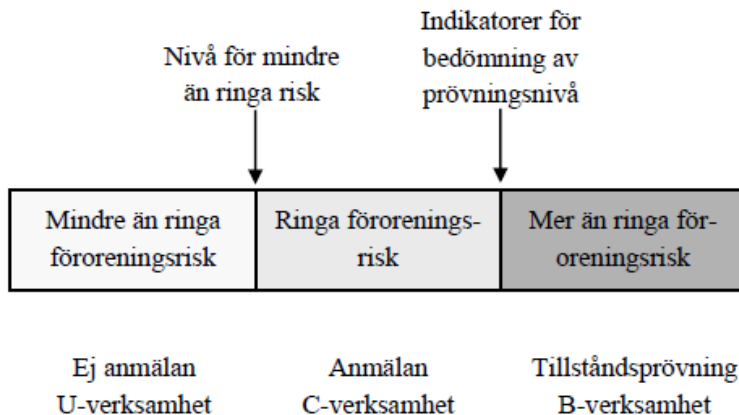 Nivå för mindre
än ringa risk
Indikatorer för
bedömning av
prövningsnivå
Mindre än ringa
föroreningsrisk
Ringa förorenings-
risk
Mer än ringa för-
oreningsrisk
Ej anmälan
U-verksamhet
Anmälan
C-verksamhet
Tillståndsprövning
B-verksamhet